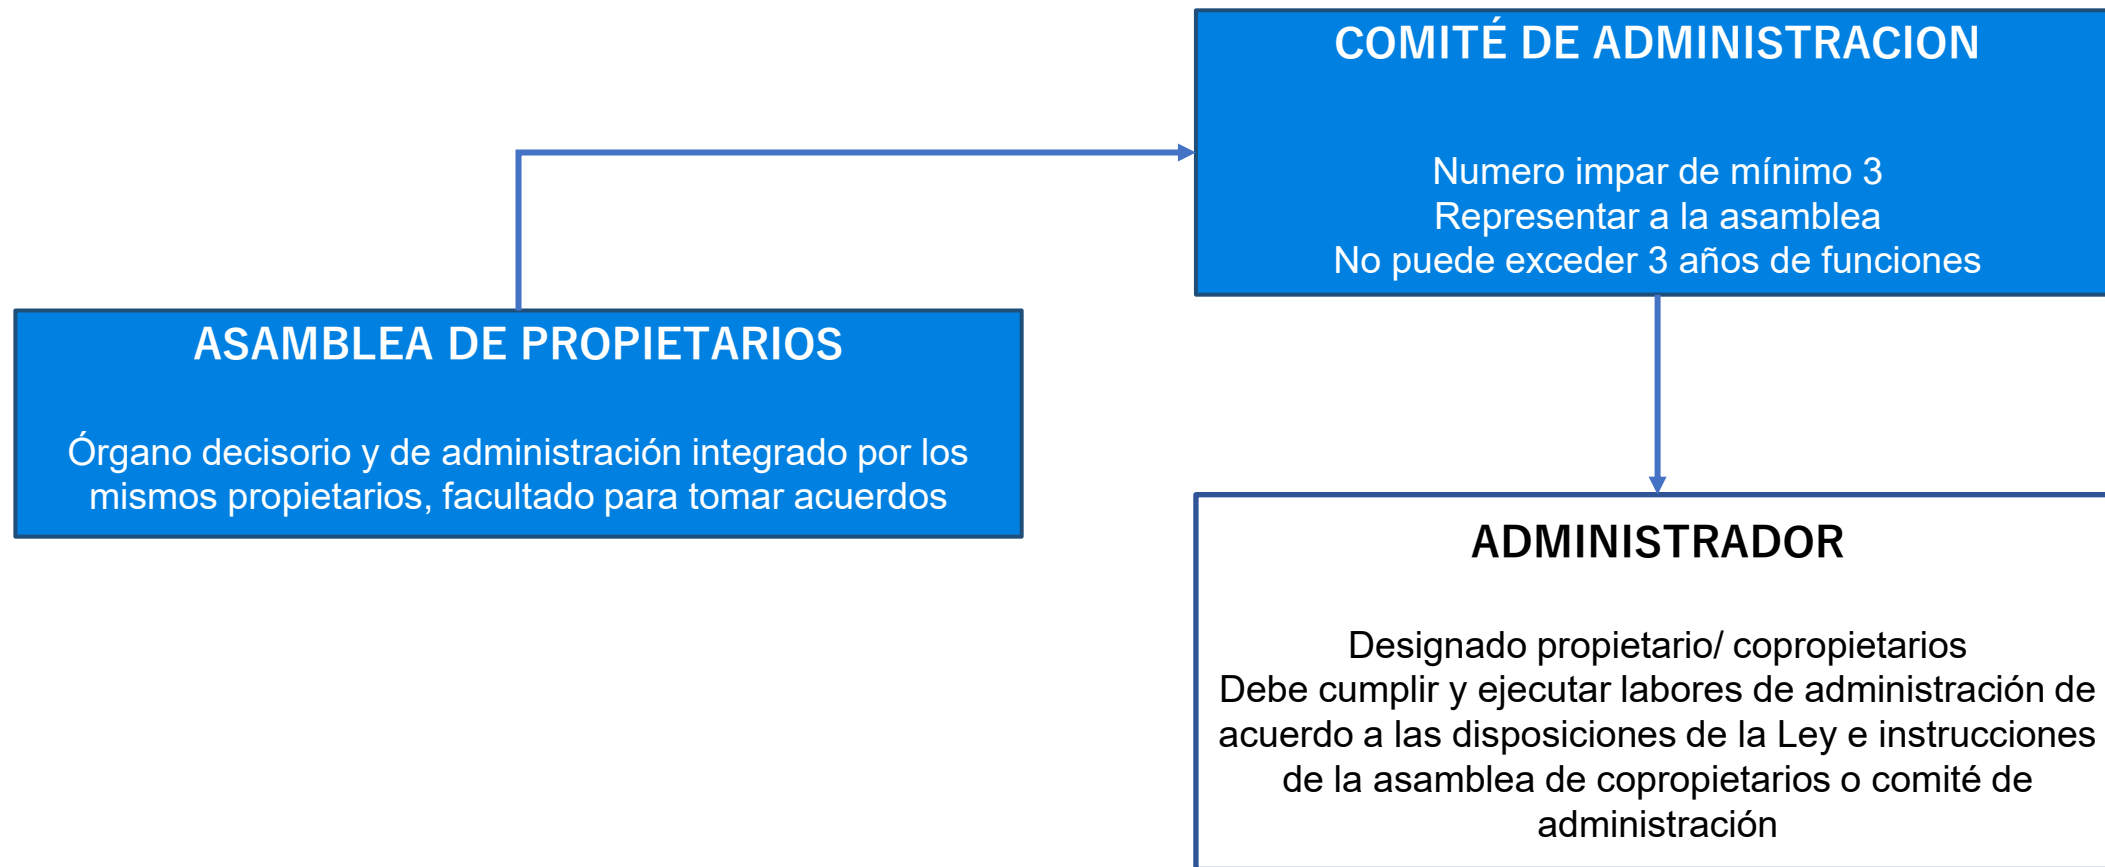 COMITÉ DE ADMINISTRACION
Numero impar de mínimo 3
Representar a la asamblea
No puede exceder 3 años de funciones
ASAMBLEA DE PROPIETARIOS
Órgano decisorio y de administración integrado por los
mismos propietarios, facultado para tomar acuerdos
ADMINISTRADOR
Designado propietario/ copropietarios
Debe cumplir y ejecutar labores de administración de
acuerdo a las disposiciones de la Ley e instrucciones
de la asamblea de copropietarios o comité de
administración